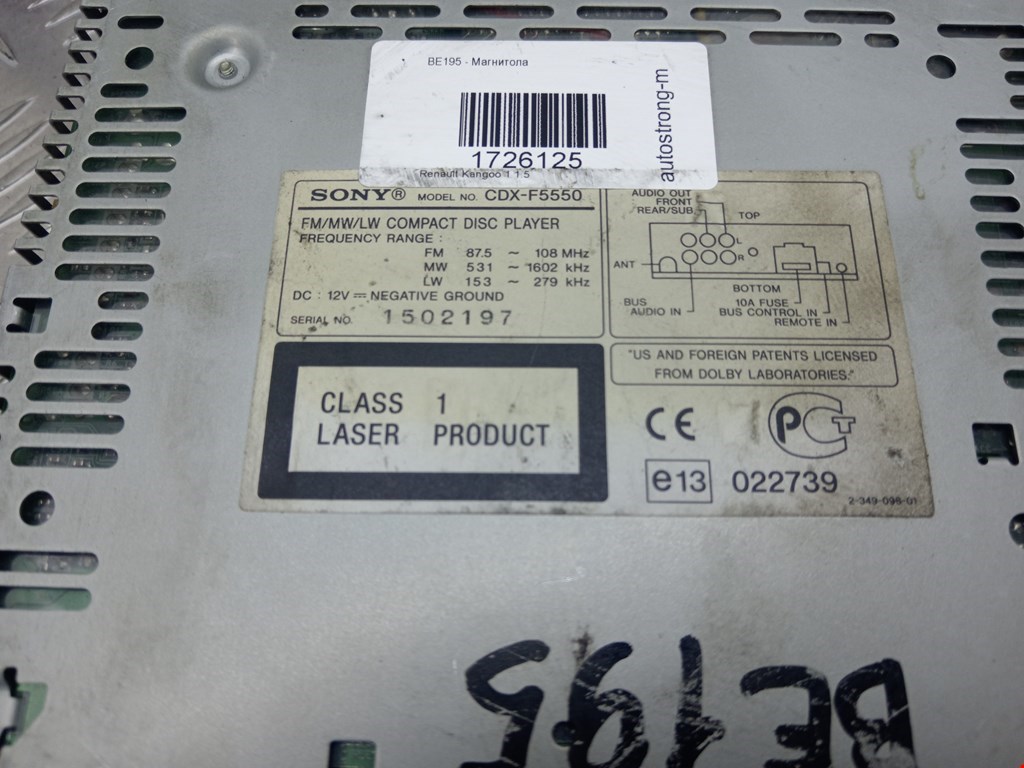 BE195 - Магнитола
1726125
Renault Kangoo 1 1.5
autostrong-m
SONY® MODEL NO. CDX-F5550
FM/MW/LW COMPACT DISC PLAYER
FREQUENCY RANGE :
FM 87.5 ~ 108 MHz
MW 531 ~ 1602 kHz
LW 153 ~ 279 kHz
DC : 12V NEGATIVE GROUND
SERIAL NO. 1502197
AUDIO OUT
FRONT
REAR/SUB
TOP
L
R
ANT
BOTTOM
BUS
AUDIO IN
10A FUSE
BUS CONTROL IN
REMOTE IN
"US AND FOREIGN PATENTS LICENSED
FROM DOLBY LABORATORIES."
CLASS 1
LASER PRODUCT
CE
РСТ
e13 022739
2-349-096-01
BE195